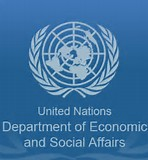 United Nations
Department of Economic
and Social Affairs